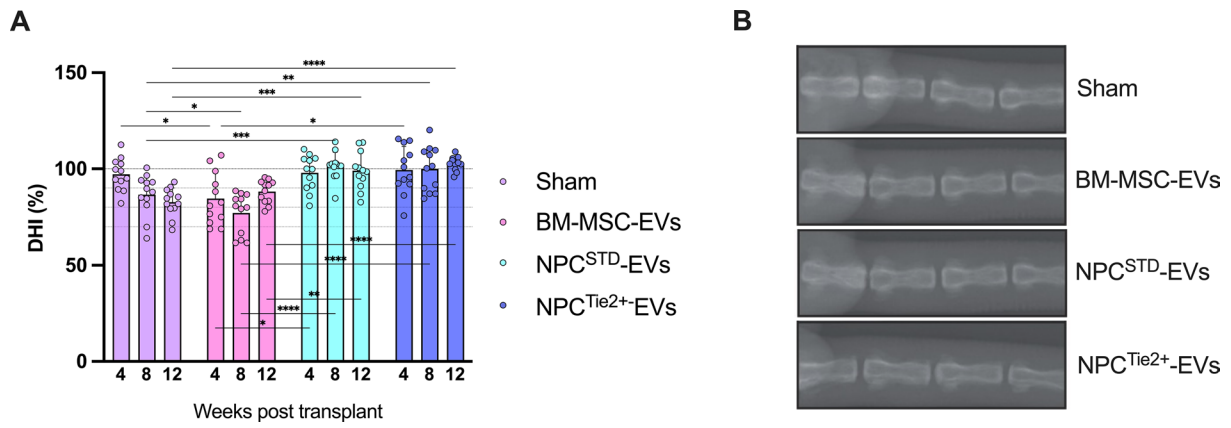 A
B
DHI (%)
150
100
50
0
****
**
***
*
*
*
***
****
****
**
****
*
4 8 12 4 8 12 4 8 12 4 8 12
Weeks post transplant
Sham
BM-MSC-EVs
NPCSTD-EVs
NPCTie2+-EVs
Sham
BM-MSC-EVs
NPCSTD-EVs
NPCTie2+-EVs